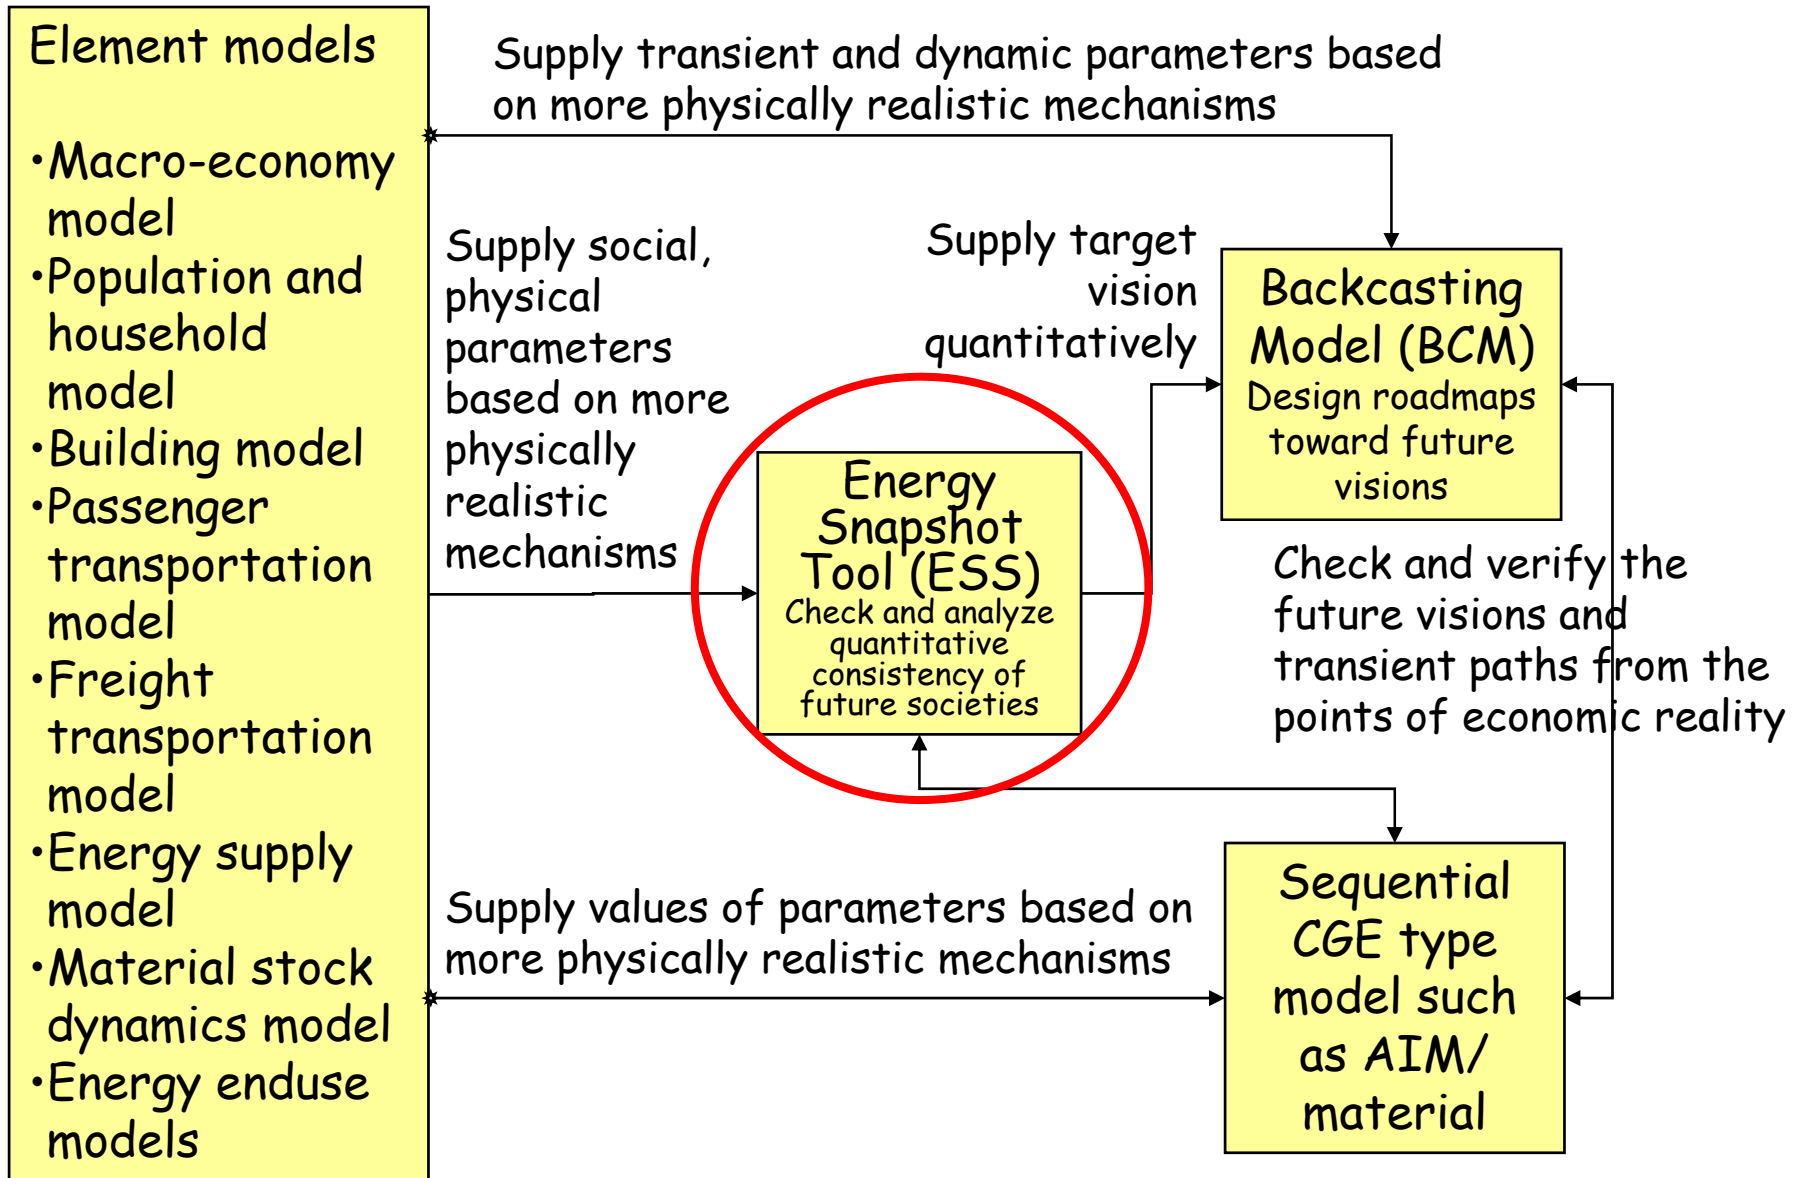 Element models
•Macro-economy
model
•Population and
household
model
•Building model
•Passenger
transportation
model
•Freight
transportation
model
•Energy supply
model
•Material stock
dynamics model
•Energy enduse
models
Supply transient and dynamic parameters based
on more physically realistic mechanisms
Supply social,
physical
parameters
based on more
physically
realistic
mechanisms
Supply target
vision
quantitatively
Backcasting
Model (BCM)
Design roadmaps
toward future
visions
Energy
Snapshot
Tool (ESS)
Check and analyze
quantitative
consistency of
future societies
Check and verify the
future visions and
transient paths from the
points of economic reality
Supply values of parameters based on
more physically realistic mechanisms
Sequential
CGE type
model such
as AIM/
material